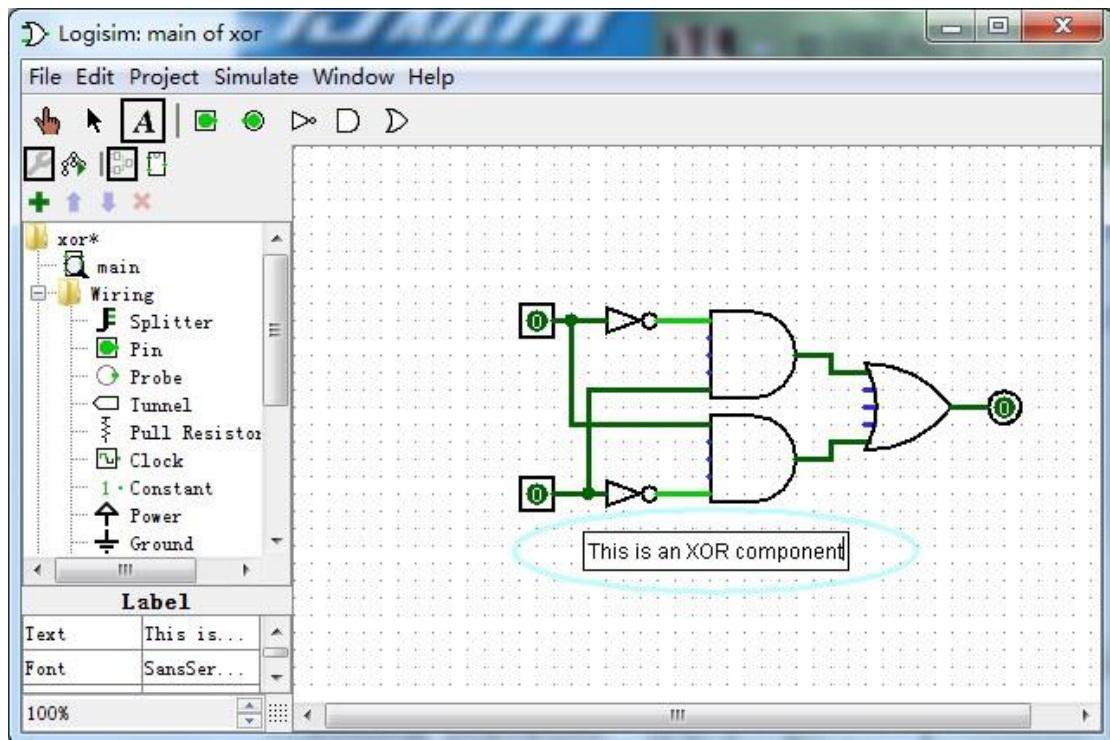 Logisim: main of xor
File Edit Project Simulate Window Help
A
xor*
main
Wiring
Splitter
Pin
Probe
Tunnel
Pull Resistor
Clock
1 Constant
Power
Ground
0
0
0
This is an XOR component
Label
Text This is...
Font SansSer...
100%